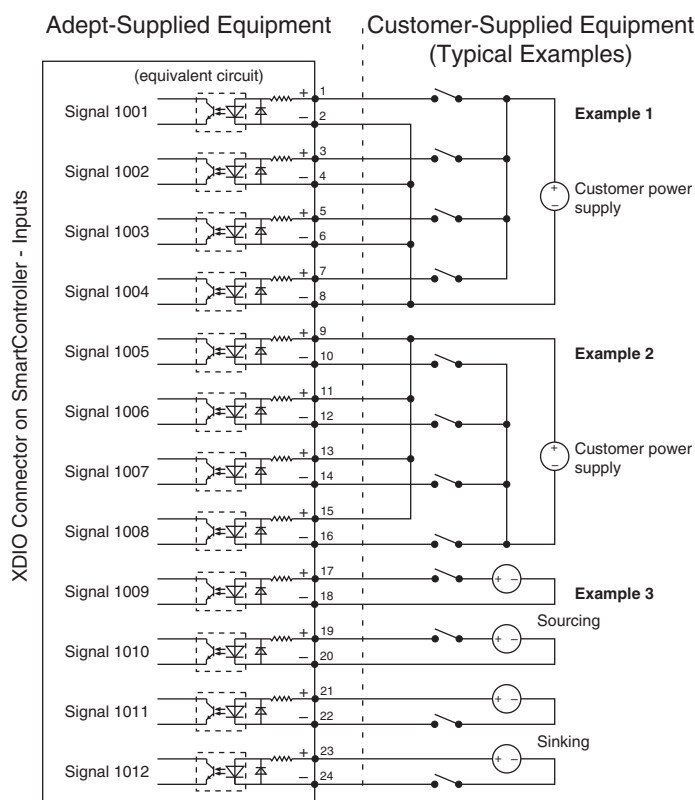 Adept-Supplied Equipment
Customer-Supplied Equipment
(Typical Examples)
XDIO Connector on SmartController - Inputs
(equivalent circuit)
Signal 1001
+ 1
– 2
Signal 1002
+ 3
– 4
Signal 1003
+ 5
– 6
Signal 1004
+ 7
– 8
Example 1
+
–
Customer power
supply
Signal 1005
+ 9
– 10
Signal 1006
+ 11
– 12
Signal 1007
+ 13
– 14
Signal 1008
+ 15
– 16
Example 2
+
–
Customer power
supply
Signal 1009
+ 17
– 18
+ –
Example 3
Signal 1010
+ 19
– 20
+ –
Sourcing
Signal 1011
+ 21
– 22
+ –
Signal 1012
+ 23
– 24
+ –
Sinking